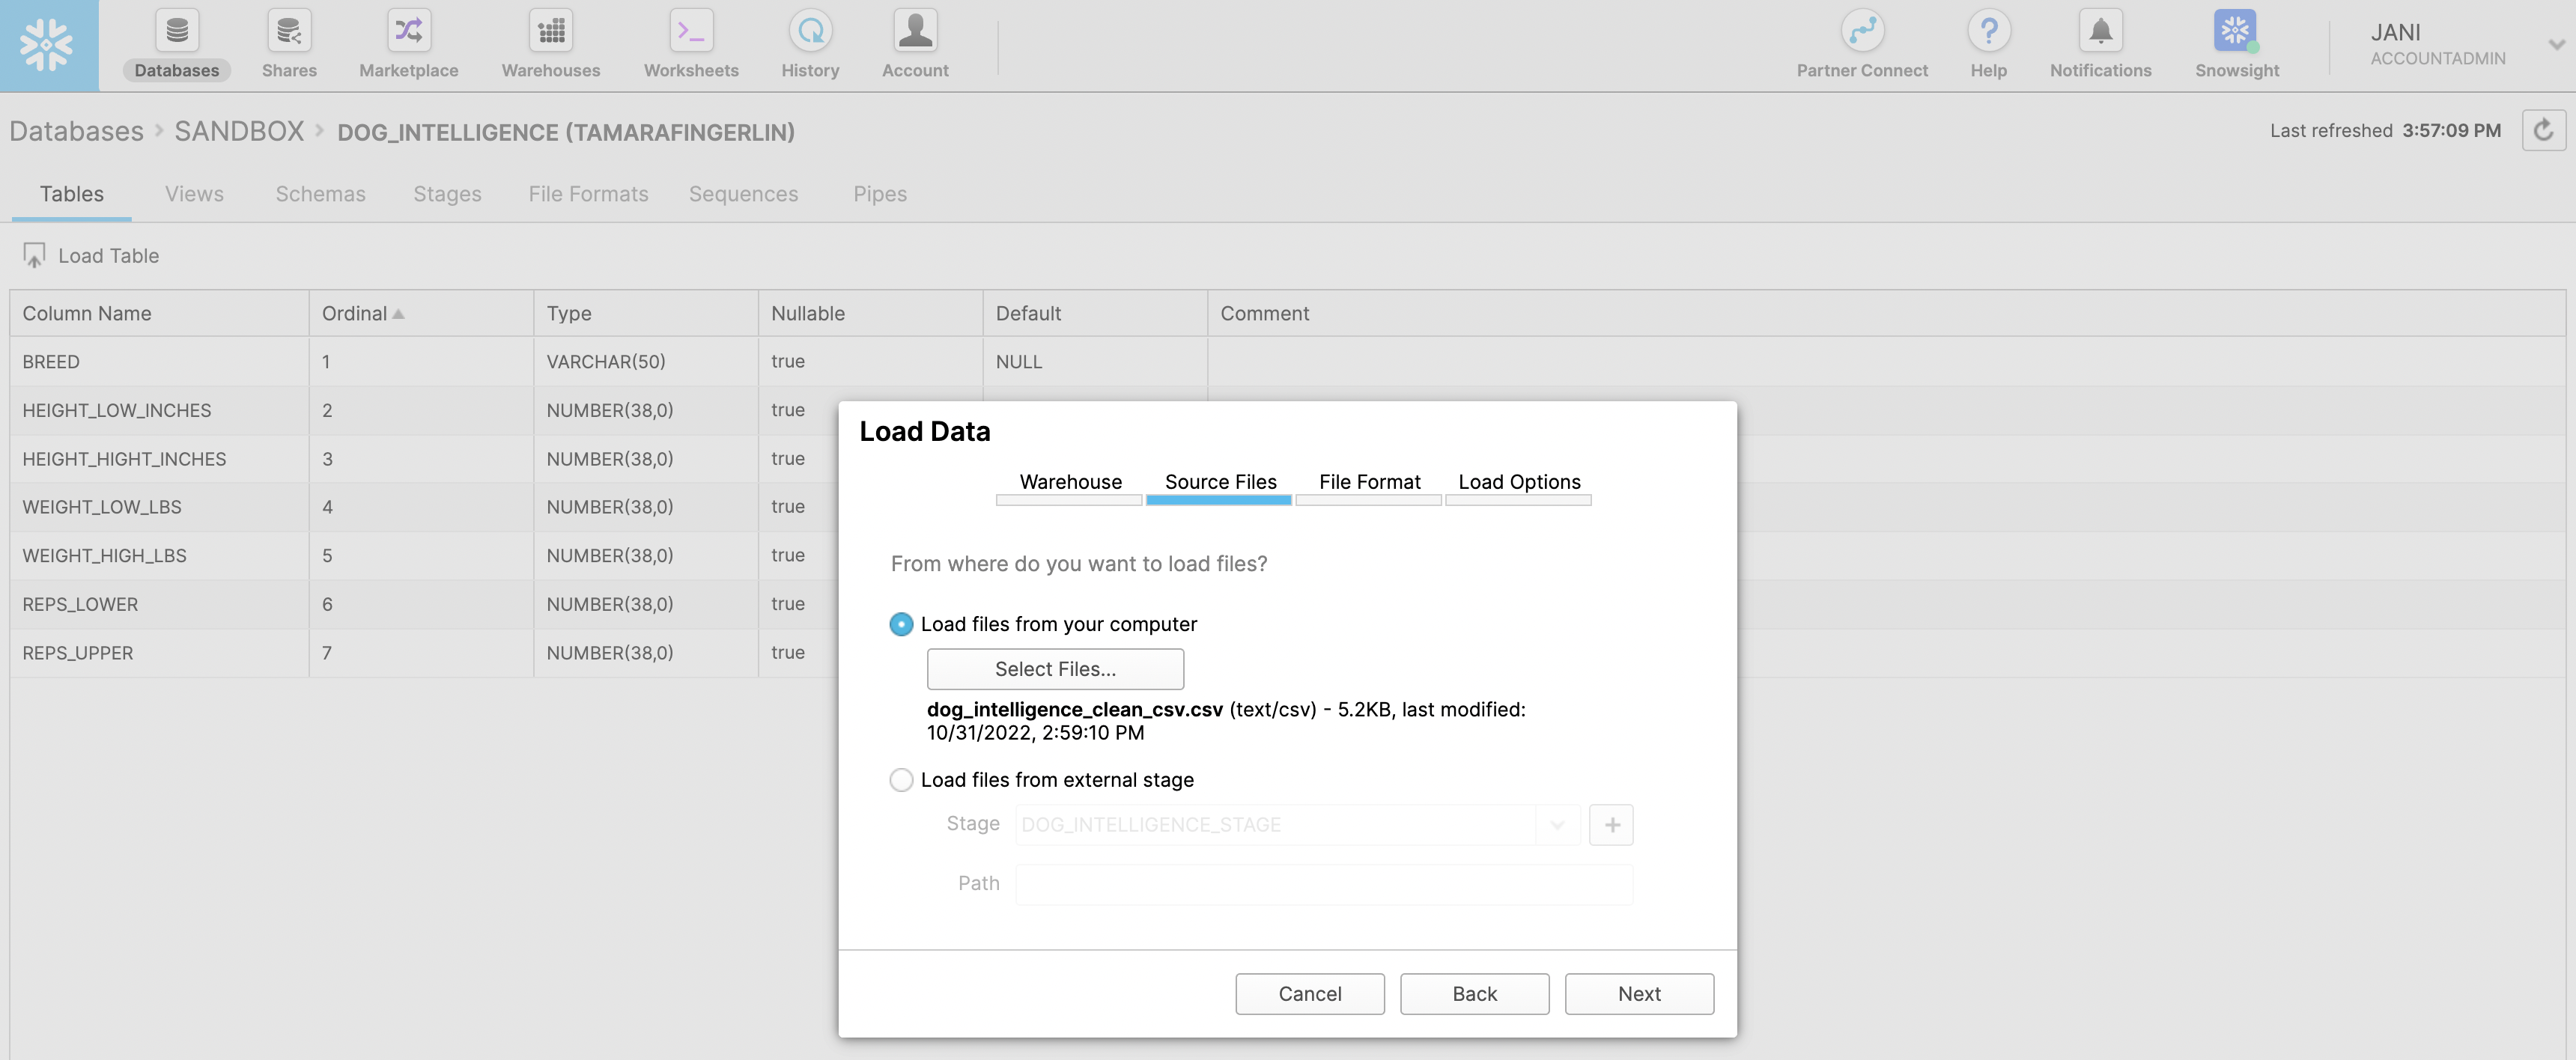 Databases Shares Marketplace Warehouses Worksheets History Account Partner Connect Help Notifications Snowsight JANI
ACCOUNTADMIN
Databases > SANDBOX > DOG_INTELLIGENCE (TAMARAFINGERLIN) Last refreshed 3:57:09 PM
Tables Views Schemas Stages File Formats Sequences Pipes
Load Table
Column Name Ordinal Type Nullable Default Comment
BREED 1 VARCHAR(50) true NULL
HEIGHT_LOW_INCHES 2 NUMBER(38,0) true
HEIGHT_HIGHT_INCHES 3 NUMBER(38,0) true
WEIGHT_LOW_LBS 4 NUMBER(38,0) true
WEIGHT_HIGH_LBS 5 NUMBER(38,0) true
REPS_LOWER 6 NUMBER(38,0) true
REPS_UPPER 7 NUMBER(38,0) true
Load Data
Warehouse Source Files File Format Load Options
From where do you want to load files?
Load files from your computer
Select Files...
dog_intelligence_clean_csv.csv (text/csv) - 5.2KB, last modified:
10/31/2022, 2:59:10 PM
Load files from external stage
Stage DOG_INTELLIGENCE_STAGE +
Path
Cancel Back Next